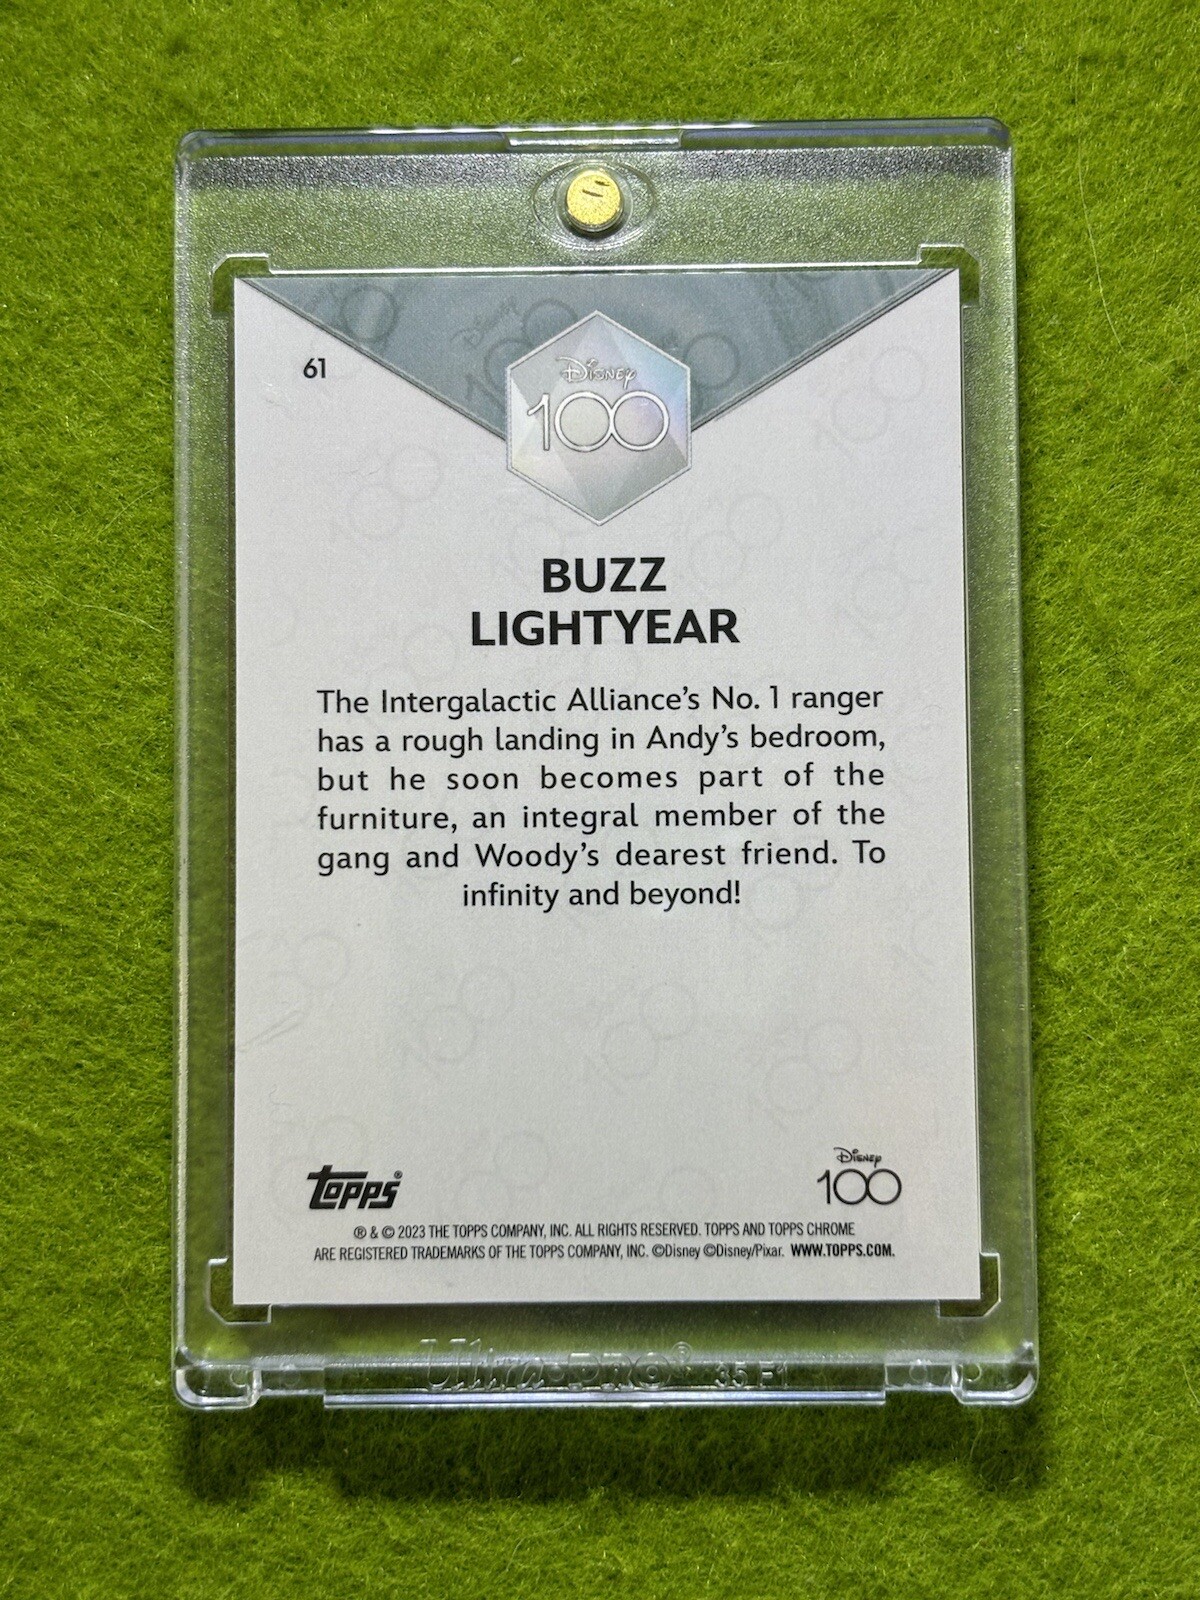 61
Disney
100
BUZZ
LIGHTYEAR
The Intergalactic Alliance's No. 1 ranger
has a rough landing in Andy's bedroom,
but he soon becomes part of the
furniture, an integral member of the
gang and Woody's dearest friend. To
infinity and beyond!
Topps®
Disney
100
® & © 2023 THE TOPPS COMPANY, INC. ALL RIGHTS RESERVED. TOPPS AND TOPPS CHROME
ARE REGISTERED TRADEMARKS OF THE TOPPS COMPANY, INC. ©Disney ©Disney/Pixar. WWW.TOPPS.COM.
Ultra·PRO® 35 F1